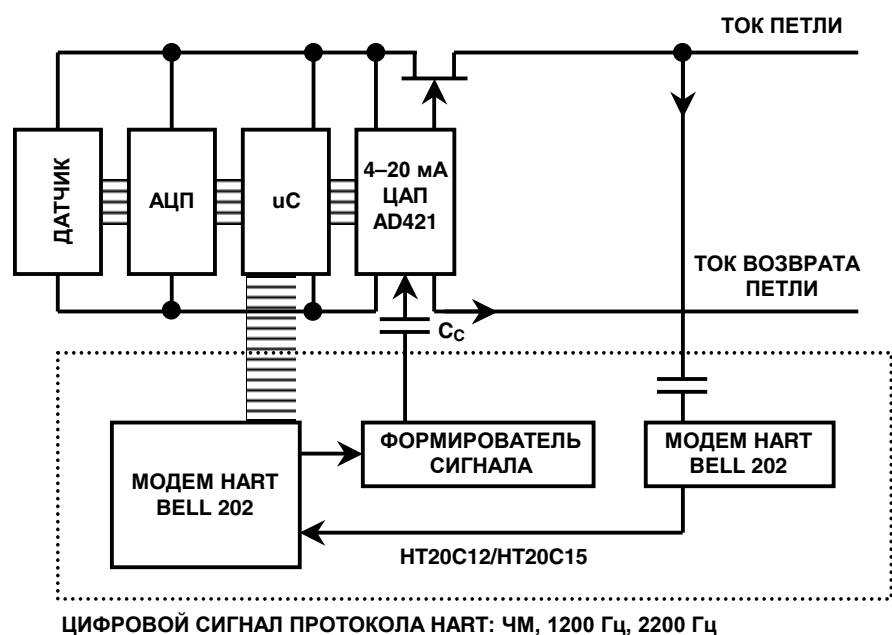 ТОК ПЕТЛИ
ДАТЧИК
АЦП
uC
4–20 мА
ЦАП
AD421
ТОК ВОЗВРАТА
ПЕТЛИ
CC
МОДЕМ HART
BELL 202
ФОРМИРОВАТЕЛЬ
СИГНАЛА
МОДЕМ HART
BELL 202
HT20C12/HT20C15
ЦИФРОВОЙ СИГНАЛ ПРОТОКОЛА HART: ЧМ, 1200 Гц, 2200 Гц